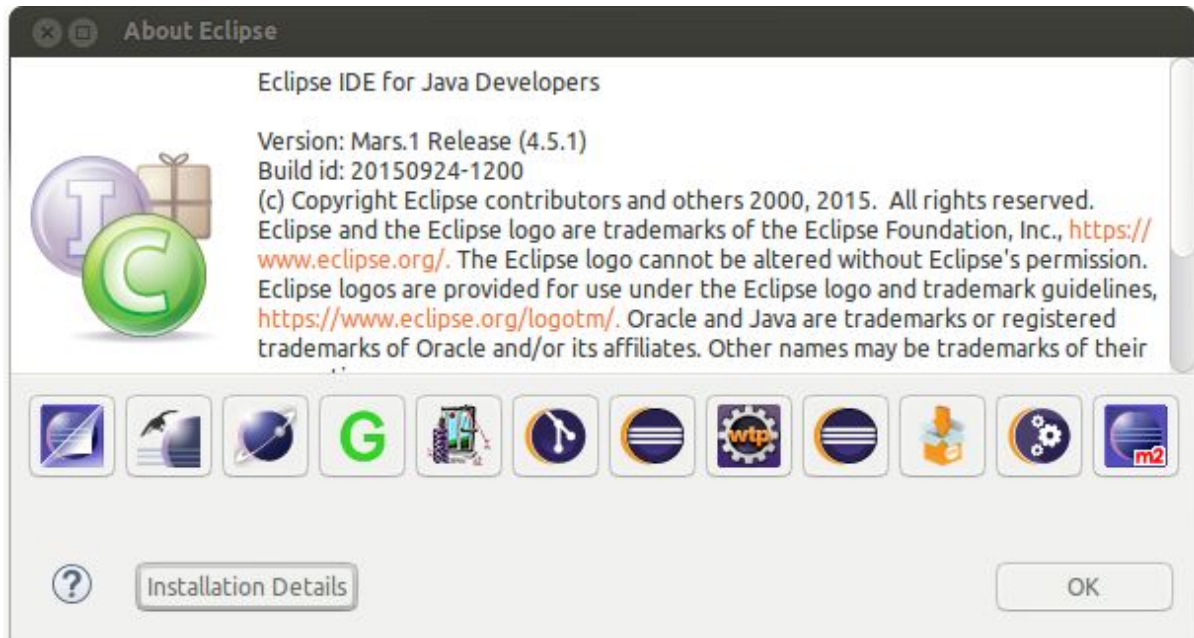 About Eclipse
Eclipse IDE for Java Developers
Version: Mars.1 Release (4.5.1)
Build id: 20150924-1200
(c) Copyright Eclipse contributors and others 2000, 2015.  All rights reserved.
Eclipse and the Eclipse logo are trademarks of the Eclipse Foundation, Inc., https://
www.eclipse.org/. The Eclipse logo cannot be altered without Eclipse's permission.
Eclipse logos are provided for use under the Eclipse logo and trademark guidelines,
https://www.eclipse.org/logotm/. Oracle and Java are trademarks or registered
trademarks of Oracle and/or its affiliates. Other names may be trademarks of their
I
C
G
wtp
m2
?
Installation Details
OK